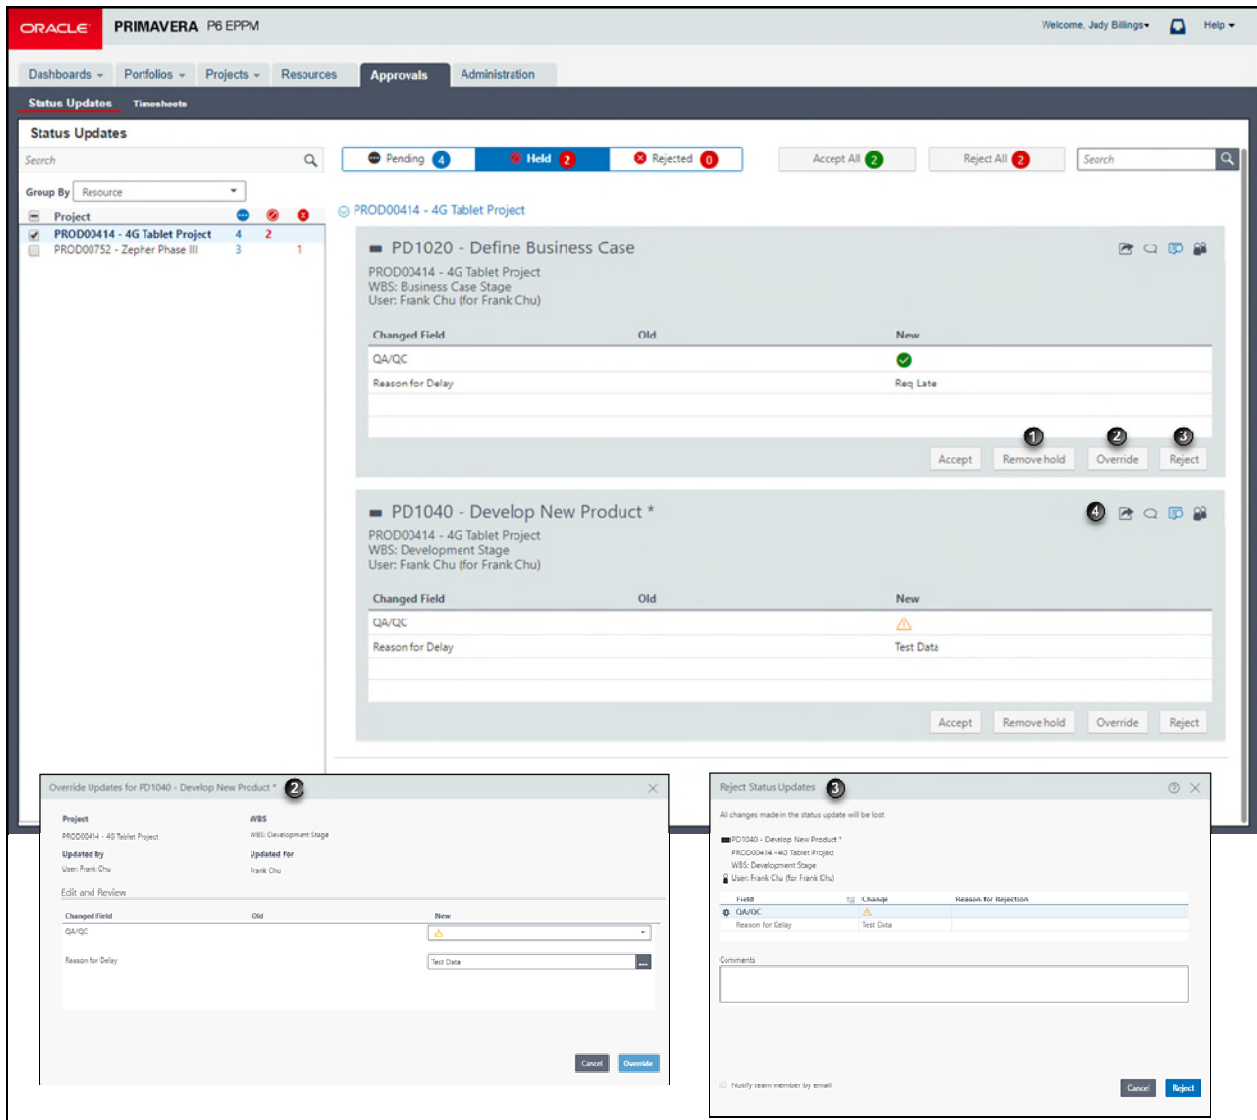 ORACLE PRIMAVERA P6 EPPM Welcome, Jady Billings Help
Dashboards Portfolios Projects Resources Approvals Administration
Status Updates Timesheets
Status Updates
Search
Pending 4 Held 2 Rejected 0 Accept All 2 Reject All 2 Search
Group By Resource
Project
PROD00414 - 4G Tablet Project 4 2
PROD00752 - Zepher Phase III 3 1
PROD00414 - 4G Tablet Project
PD1020 - Define Business Case
PROD00414 - 4G Tablet Project
WBS: Business Case Stage
User: Frank Chu (for Frank Chu)
Changed Field Old New
QA/QC
Reason for Delay Req Late
1 2 3
Accept Remove hold Override Reject
PD1040 - Develop New Product * 4
PROD00414 - 4G Tablet Project
WBS: Development Stage
User: Frank Chu (for Frank Chu)
Changed Field Old New
QA/QC
Reason for Delay Test Data
Accept Remove hold Override Reject
Override Updates for PD1040 - Develop New Product * 2
Project WBS
PROD00414 - 4G Tablet Project WBS: Development Stage
Updated By Updated For
User: Frank Chu Frank Chu
Edit and Review
Changed Field Old New
QA/QC
Reason for Delay Test Data ...
Cancel Override
Reject Status Updates 3
All changes made in the status update will be lost
PD1040 - Develop New Product *
PROD00414 - 4G Tablet Project
WBS: Development Stage
User: Frank Chu (for Frank Chu)
Field Change Reason for Rejection
QA/QC
Reason for Delay Test Data
Comments
Notify team member by email
Cancel Reject